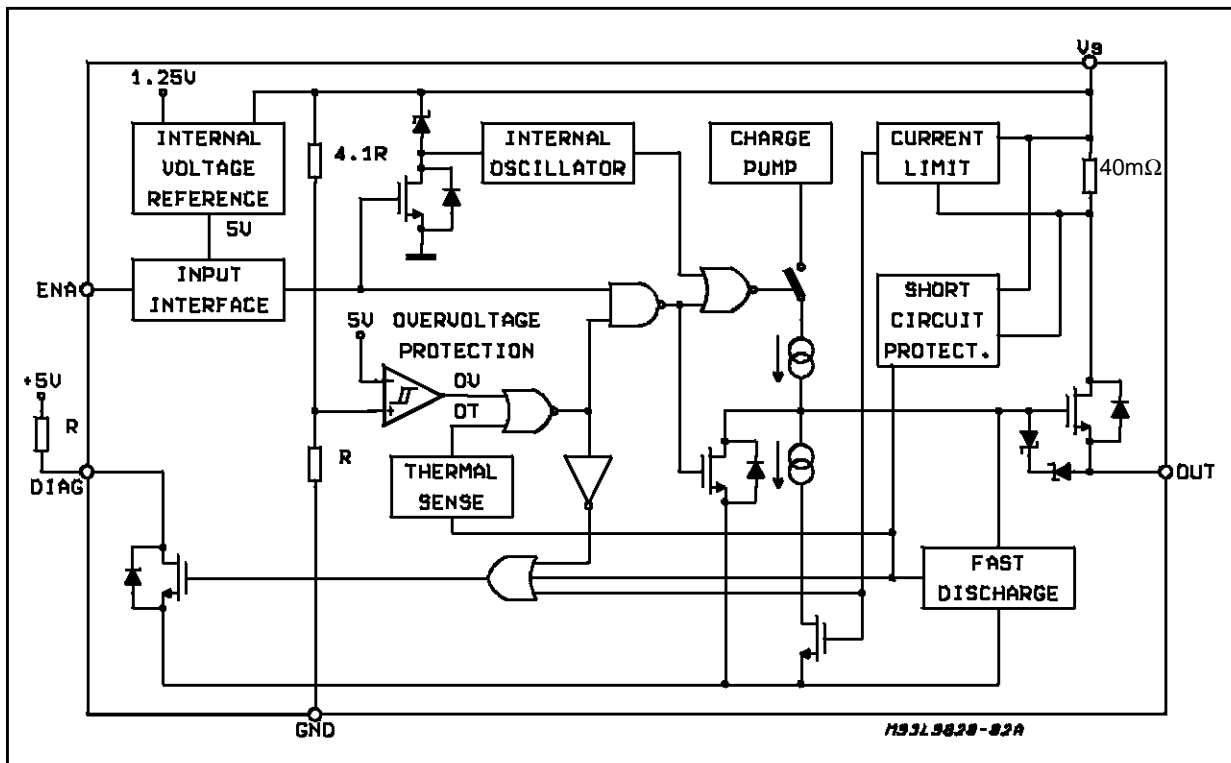 Vs
1.25V
INTERNAL
VOLTAGE
REFERENCE
4.1R
INTERNAL
OSCILLATOR
CHARGE
PUMP
CURRENT
LIMIT
40mΩ
5V
ENA
INPUT
INTERFACE
SHORT
CIRCUIT
PROTECT.
5V
OVERVOLTAGE
PROTECTION
+5V
R
OV
OT
R
DIAG
THERMAL
SENSE
OUT
FAST
DISCHARGE
GND
M93L9820-02A